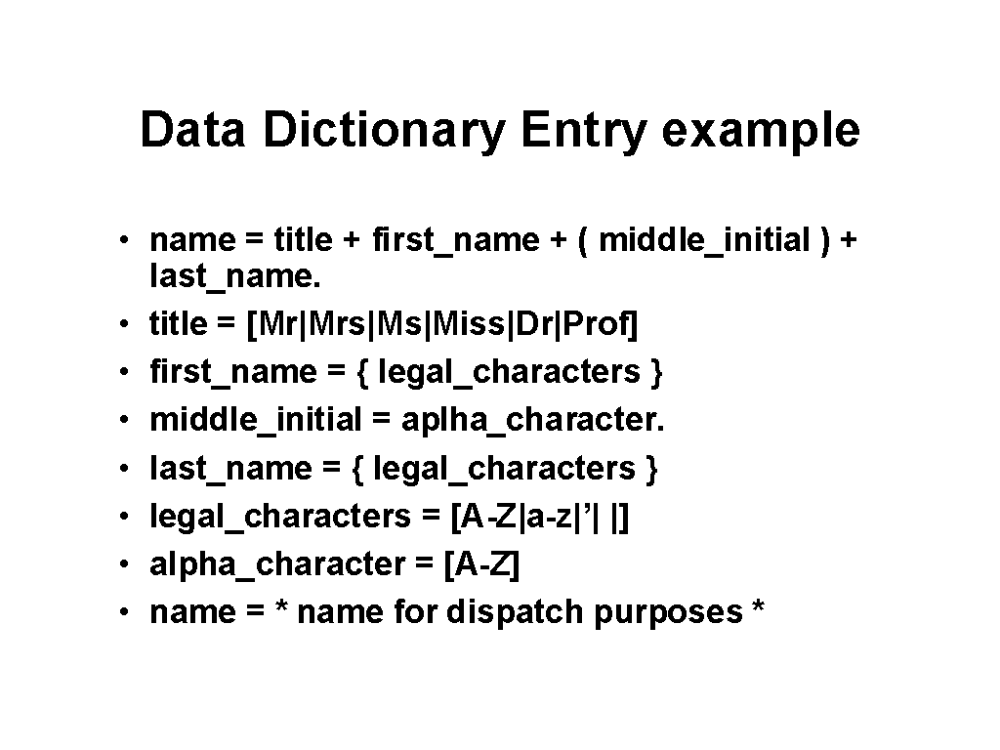 Data Dictionary Entry example
• name = title + first_name + ( middle_initial ) +
last_name.
• title = [Mr|Mrs|Ms|Miss|Dr|Prof]
• first_name = { legal_characters }
• middle_initial = aplha_character.
• last_name = { legal_characters }
• legal_characters = [A-Z|a-z|’| |]
• alpha_character = [A-Z]
• name = * name for dispatch purposes *